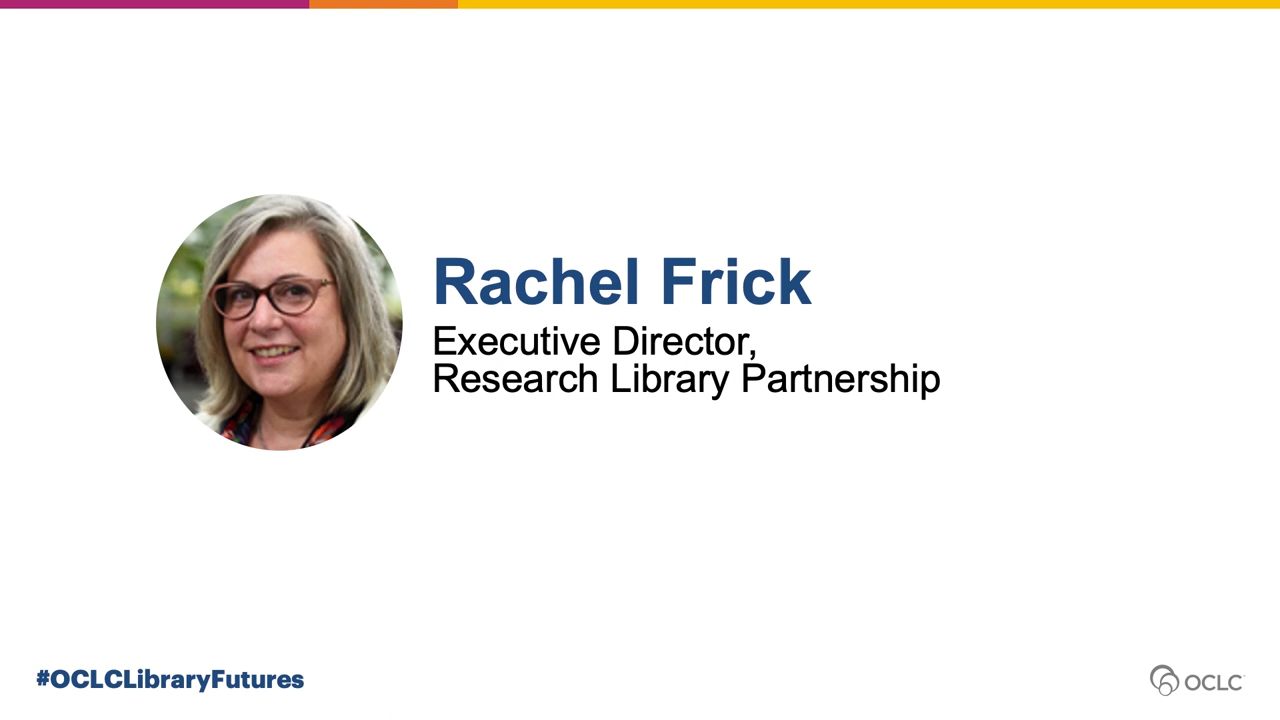 Rachel Frick
Executive Director,
Research Library Partnership
#OCLCLibraryFutures
OCLC